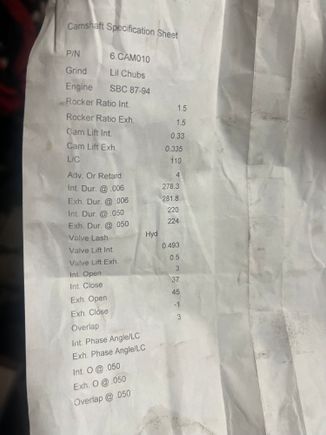 Camshaft Specification Sheet
P/N 6 CAM010
Grind Lil Chubs
Engine SBC 87-94
Rocker Ratio Int. 1.5
Rocker Ratio Exh. 1.5
Cam Lift Int. 0.33
Cam Lift Exh. 0.335
L/C 110
Adv. Or Retard 4
Int. Dur. @ .006 278.3
Exh. Dur. @ .006 281.8
Int. Dur. @ .050 220
Exh. Dur. @ .050 224
Valve Lash Hyd
Valve Lift Int. 0.493
Valve Lift Exh. 0.5
Int. Open 3
Int. Close 37
Exh. Open 45
Exh. Close -1
Overlap 3
Int. Phase Angle/LC
Exh. Phase Angle/LC
Int. O @ .050
Exh. O @ .050
Overlap @ .050